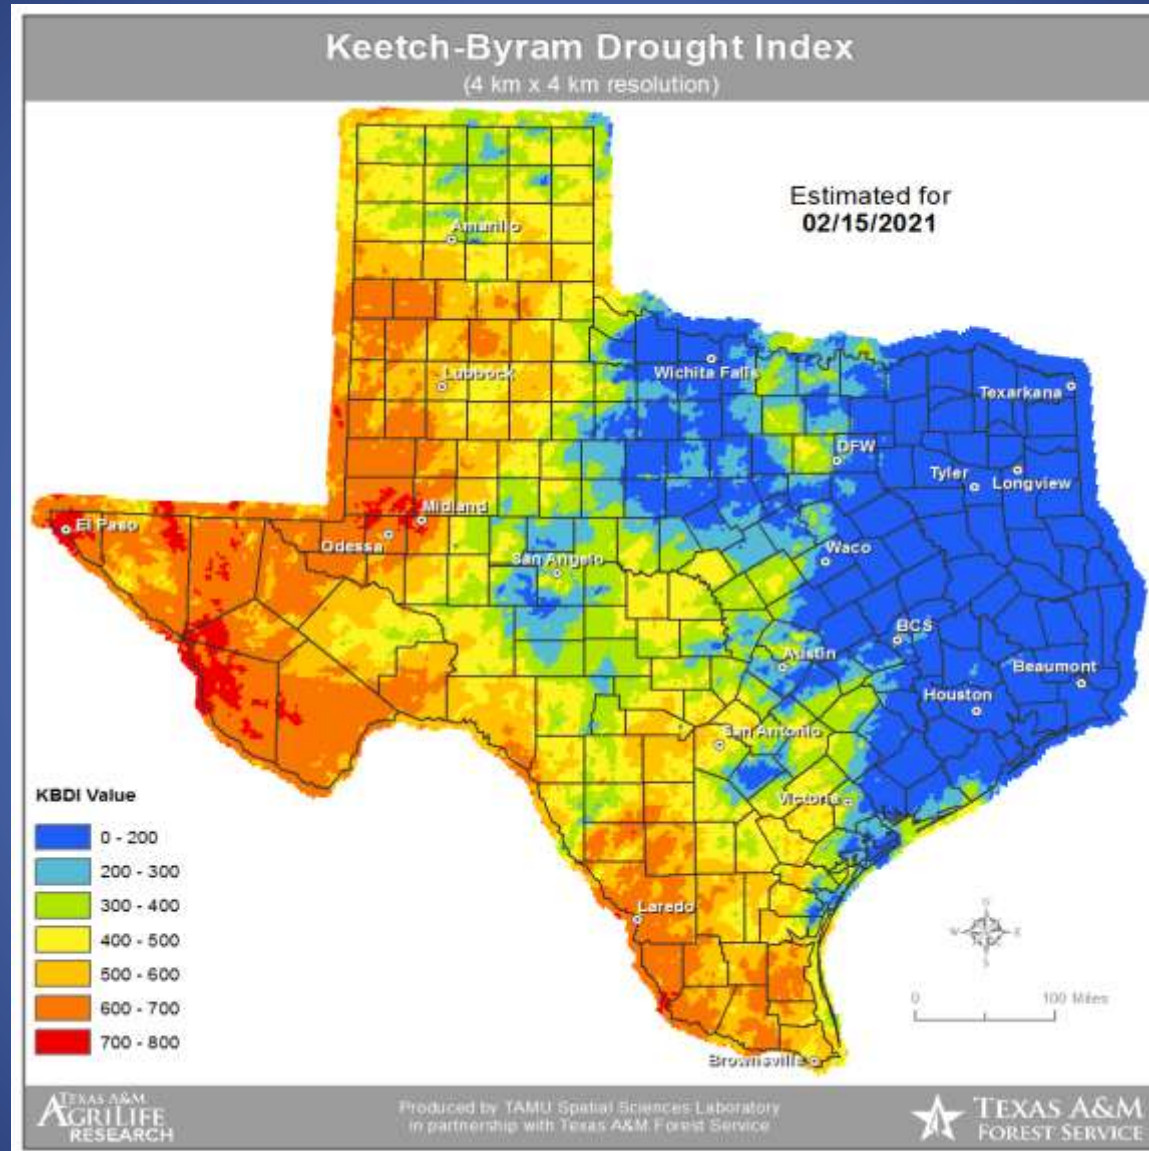 Keetch-Byram Drought Index
(4 km x 4 km resolution)
Estimated for
02/15/2021
Amarillo
Lubbock
Wichita Falls
Texarkana
DFW
Tyler
Longview
Midland
El Paso
Odessa
San Angelo
Waco
BCS
Austin
Beaumont
Houston
San Antonio
Victoria
Laredo
Brownsville
KBDI Value
0 - 200
200 - 300
300 - 400
400 - 500
500 - 600
600 - 700
700 - 800
N
W E
S
0 100 Miles
TEXAS A&M
AGRILIFE
RESEARCH
Produced by TAMU Spatial Sciences Laboratory
in partnership with Texas A&M Forest Service
TEXAS A&M
FOREST SERVICE